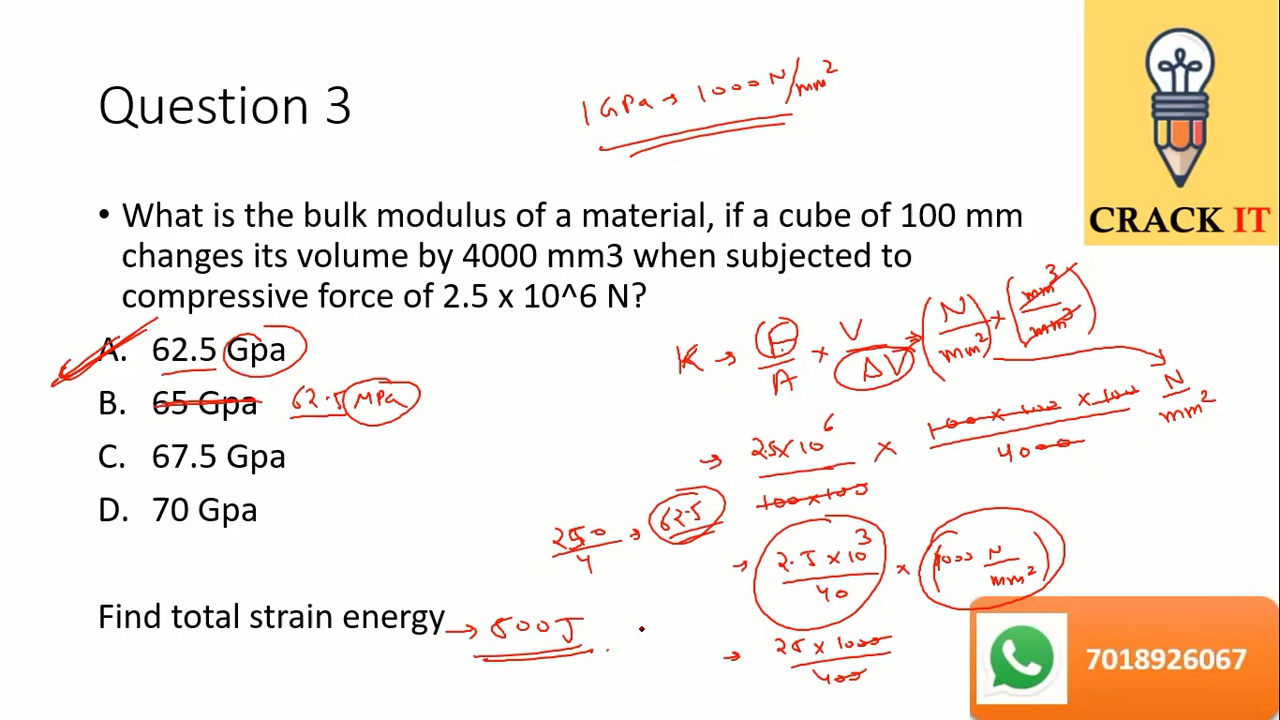 Question 3
1 GPa → 1000 N/mm²
CRACK IT
• What is the bulk modulus of a material, if a cube of 100 mm
changes its volume by 4000 mm3 when subjected to
compressive force of 2.5 x 10^6 N?
A. 62.5 Gpa
B. 65 Gpa 62.5 MPa
C. 67.5 Gpa
D. 70 Gpa
K → F/A × V/ΔV → (N/mm²) × (mm³/mm³)
→ 2.5×10⁶/100×100 × 100×100×100/4000 N/mm²
250/4 → 62.5
→ 2.5×10³/40 × (1000 N/mm²)
→ 25×1000/400
Find total strain energy → 500J
7018926067